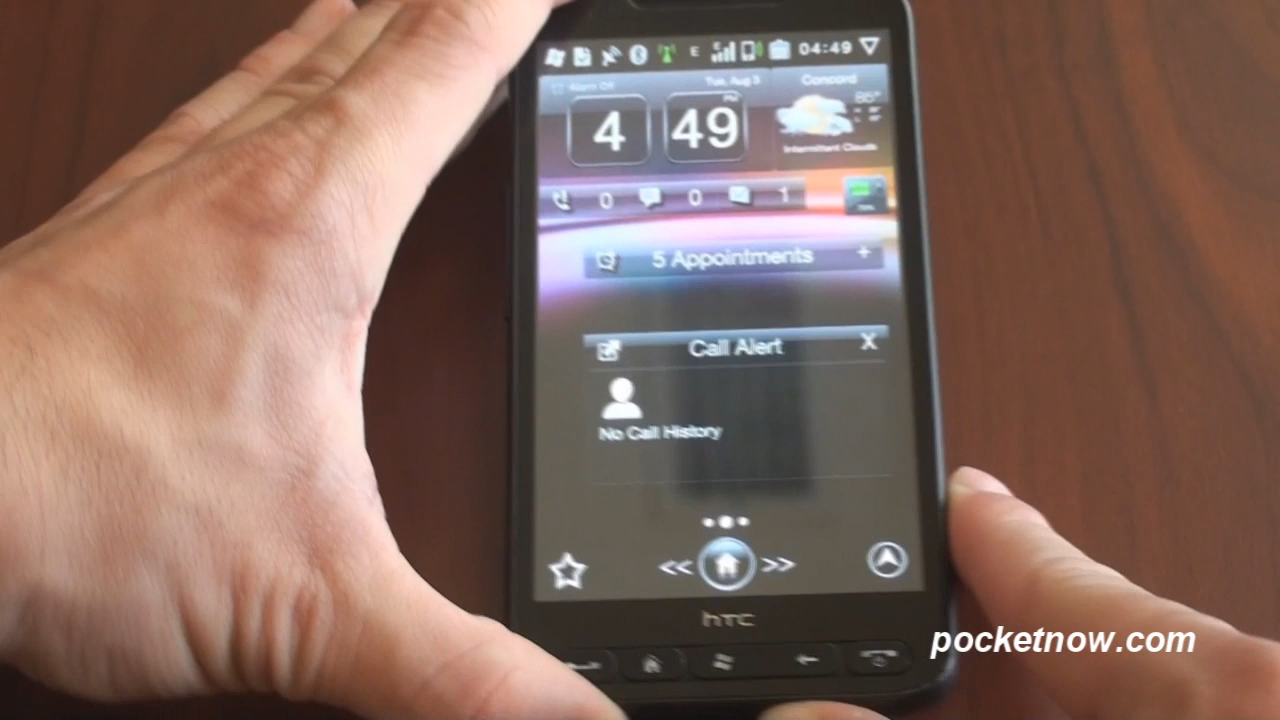 E 04:49
Alarm Off Tue, Aug 3 Concord
PM
4 49 85°
Intermittent Clouds
0 0 1
5 Appointments +
Call Alert X
No Call History
<< >>
hTC
pocketnow.com